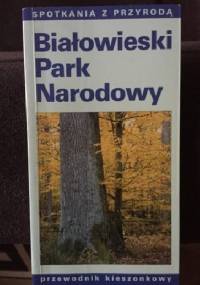 SPOTKANIA Z PRZYRODĄ
Białowieski
Park
Narodowy
przewodnik kieszonkowy